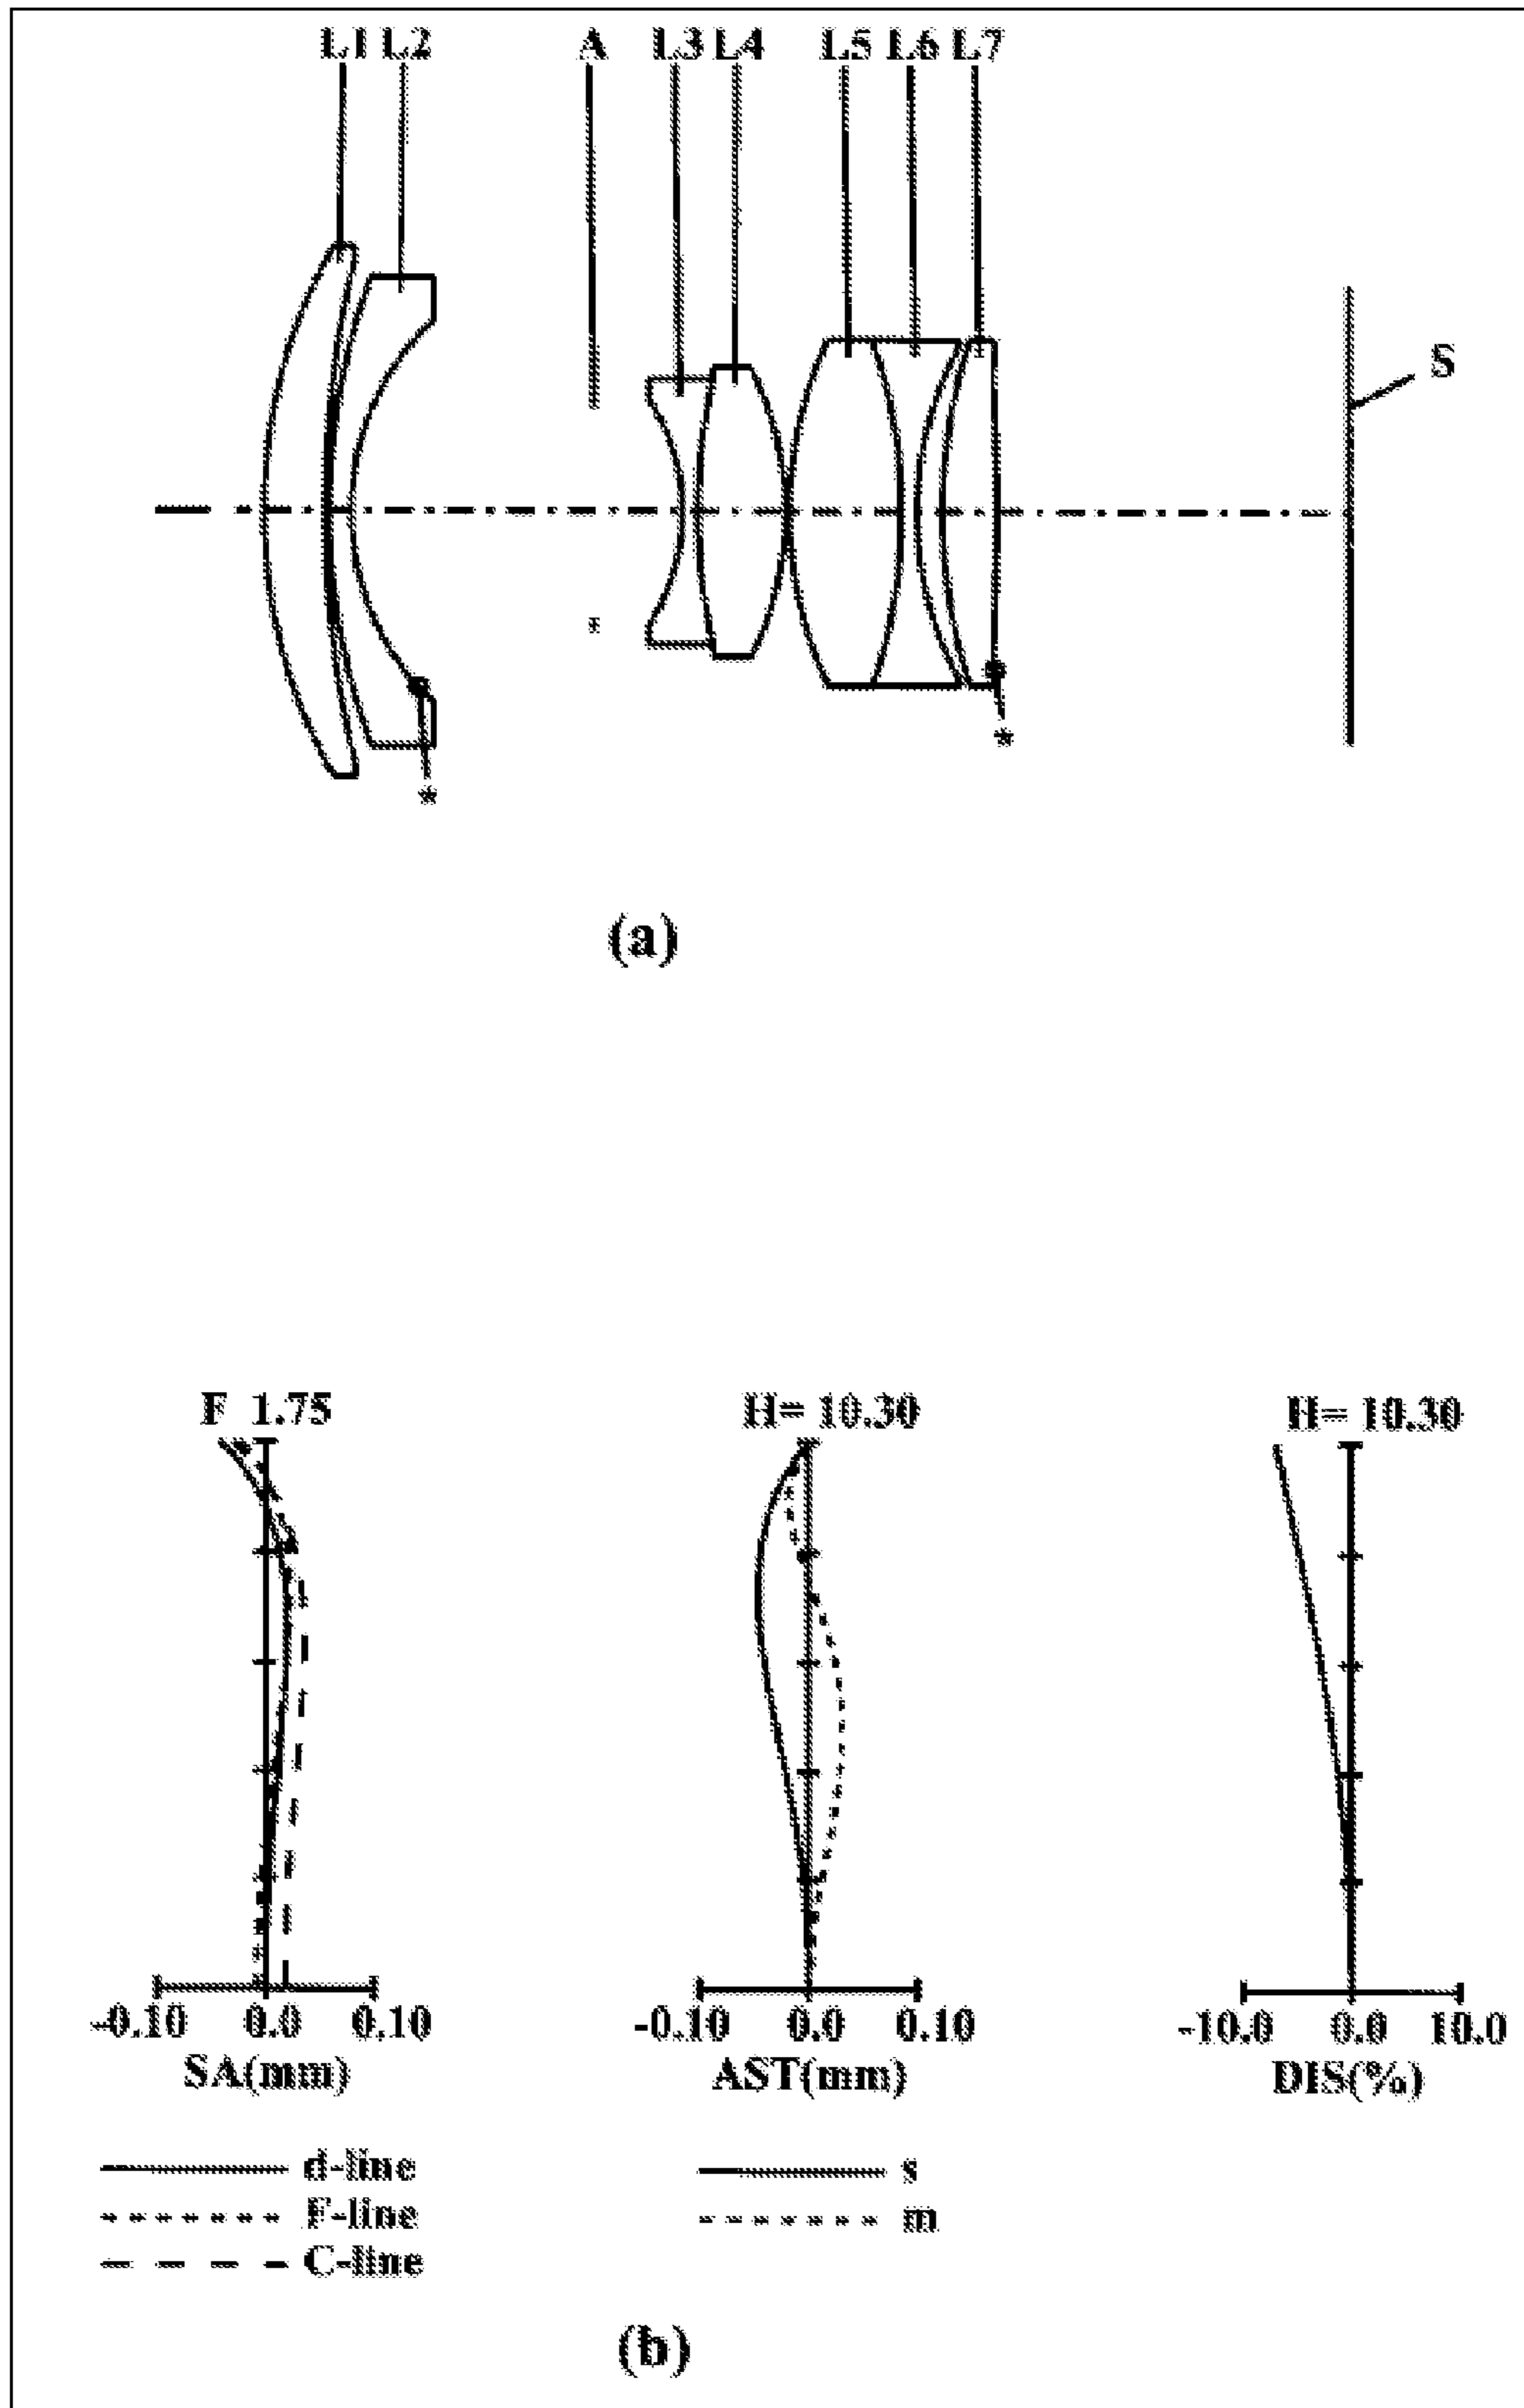 L1 L2 A L3 L4 L5 L6 L7
S
*
*
(a)
F 1.75 H= 10.30 H= 10.30
-0.10 0.0 0.10 -0.10 0.0 0.10 -10.0 0.0 10.0
SA(mm) AST(mm) DIS(%)
d-line s
F-line m
C-line
(b)